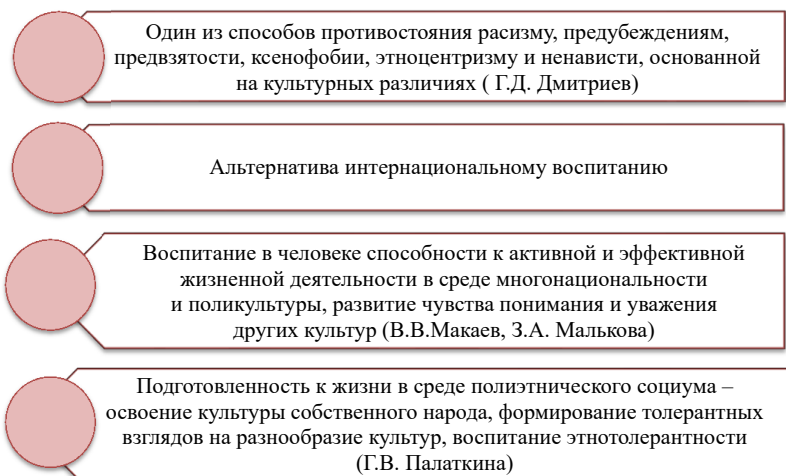 Один из способов противостояния расизму, предубеждениям,
предвзятости, ксенофобии, этноцентризму и ненависти, основанной
на культурных различиях ( Г.Д. Дмитриев)
Альтернатива интернациональному воспитанию
Воспитание в человеке способности к активной и эффективной
жизненной деятельности в среде многонациональности
и поликультуры, развитие чувства понимания и уважения
других культур (В.В.Макаев, З.А. Малькова)
Подготовленность к жизни в среде полиэтнического социума –
освоение культуры собственного народа, формирование толерантных
взглядов на разнообразие культур, воспитание этнотолерантности
(Г.В. Палаткина)